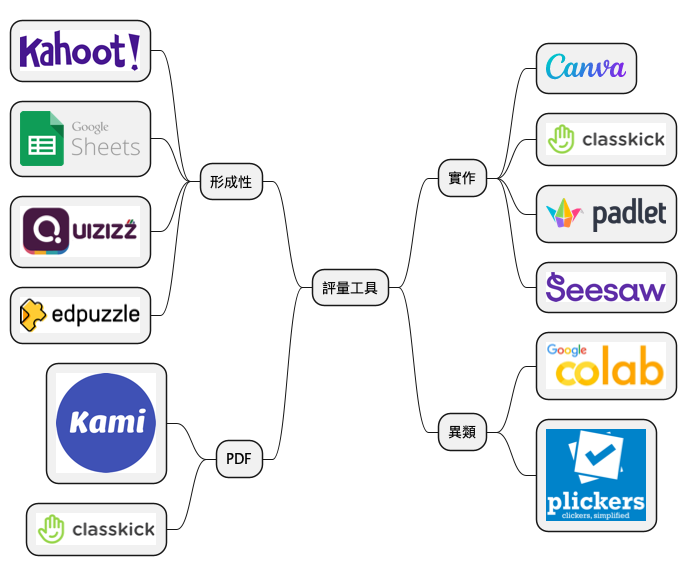 Kahoot!
Google
Sheets
QUIZIZZ
edpuzzle
形成性
Kami
classkick
PDF
評量工具
實作
Canva
classkick
padlet
Seesaw
異類
Google
colab
plickers
clickers, simplified